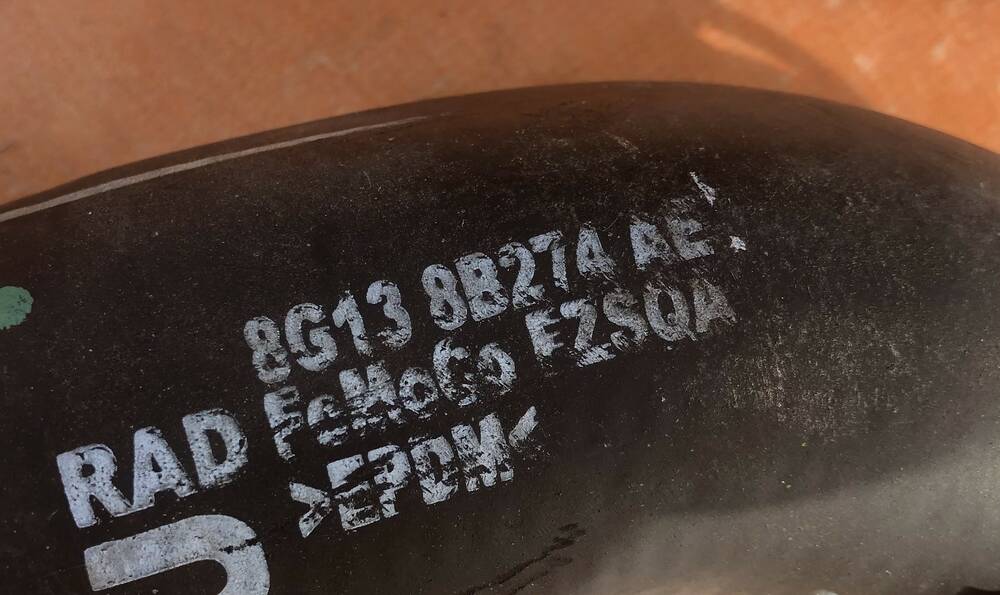 8G13 8B274 AE
FoMoCo EZSQA
RAD >EPDM<